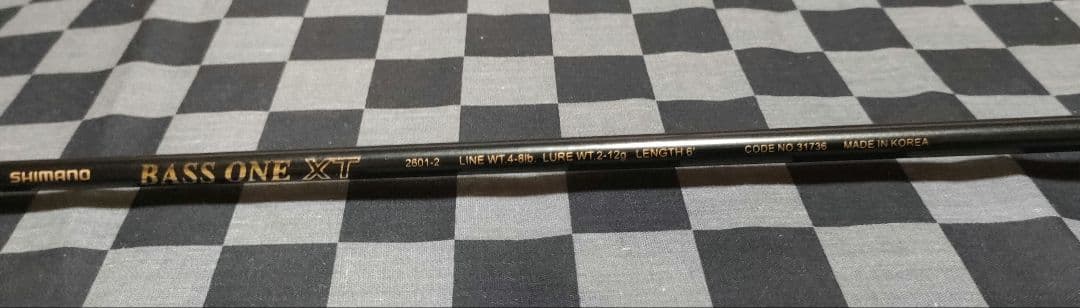 SHIMANO BASS ONE XT 2601-2 LINE WT.4-8lb. LURE WT 2-12g LENGTH 6' CODE NO 31736 MADE IN KOREA